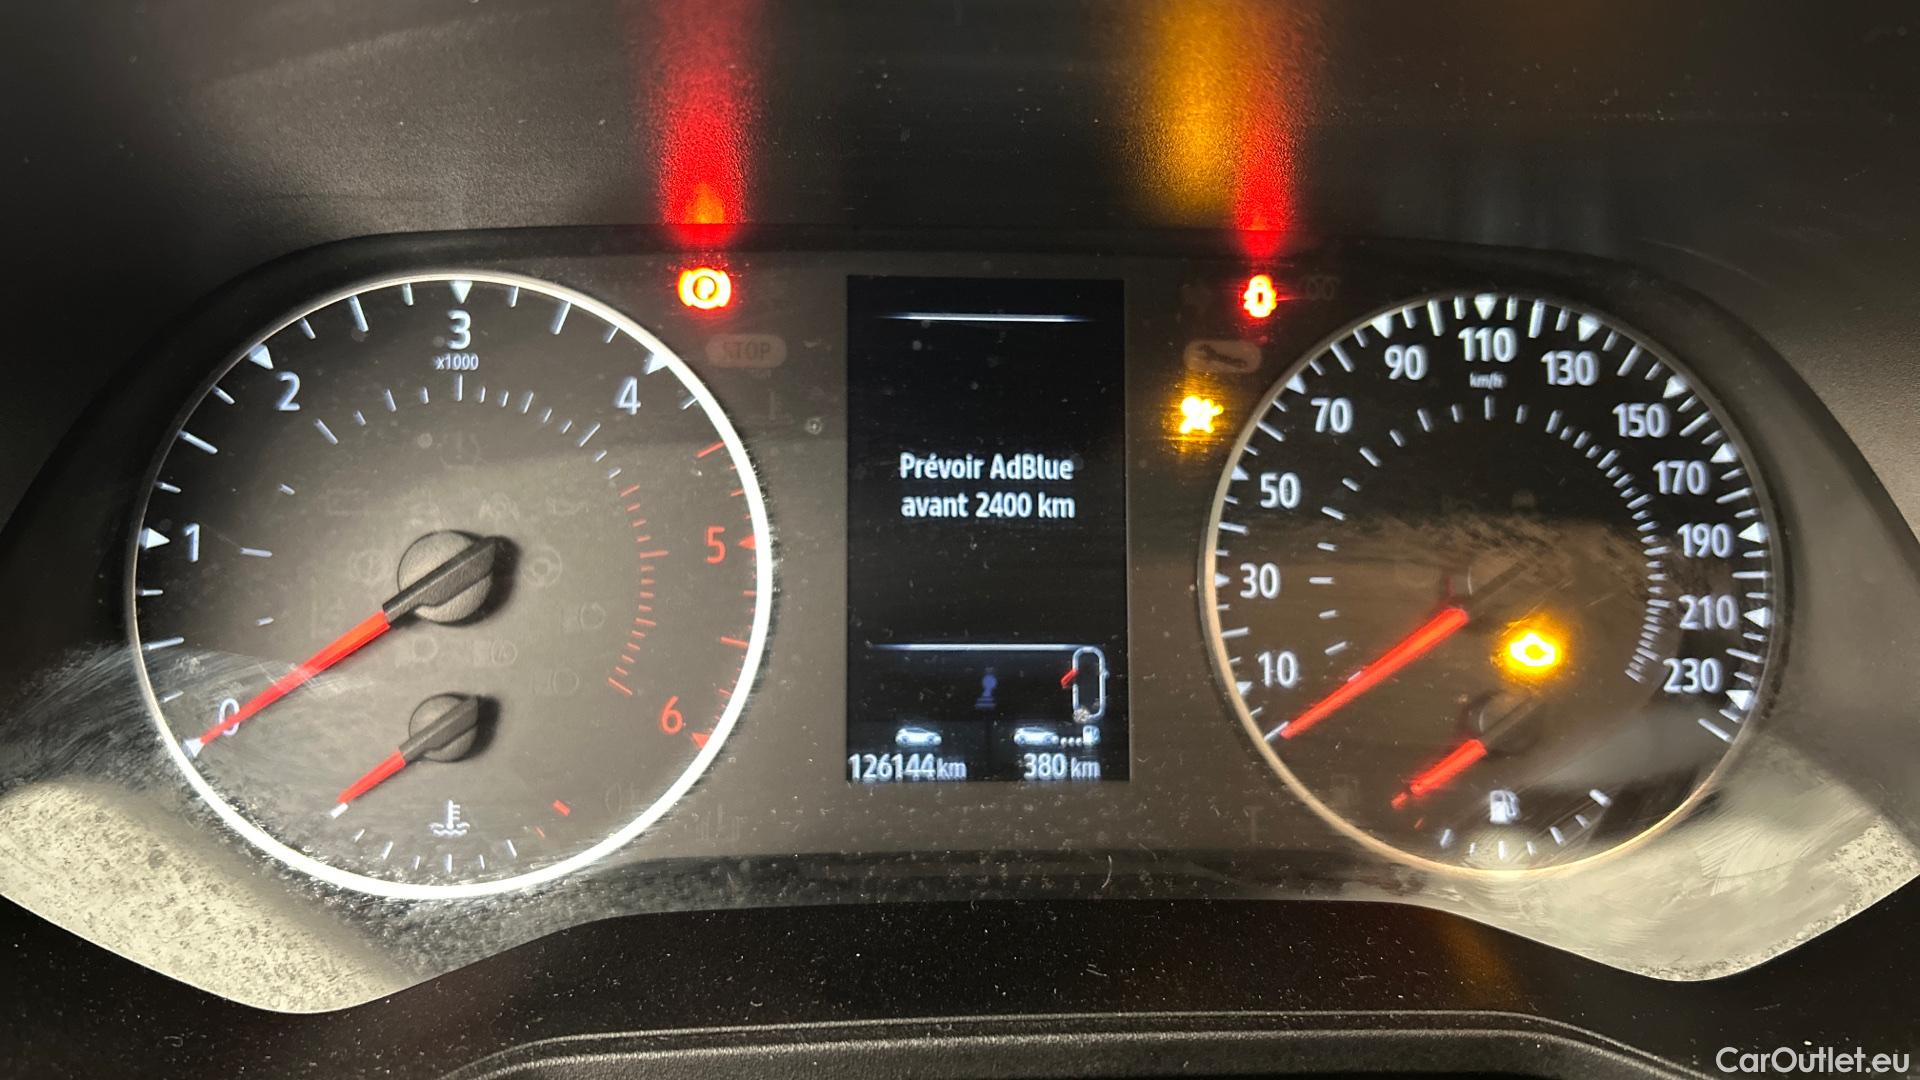 STOP
3
x1000
2
4
1
5
0
6
Prévoir AdBlue
avant 2400 km
126144 km
380 km
110
km/h
90
130
70
150
50
170
190
30
210
10
230
CarOutlet.eu